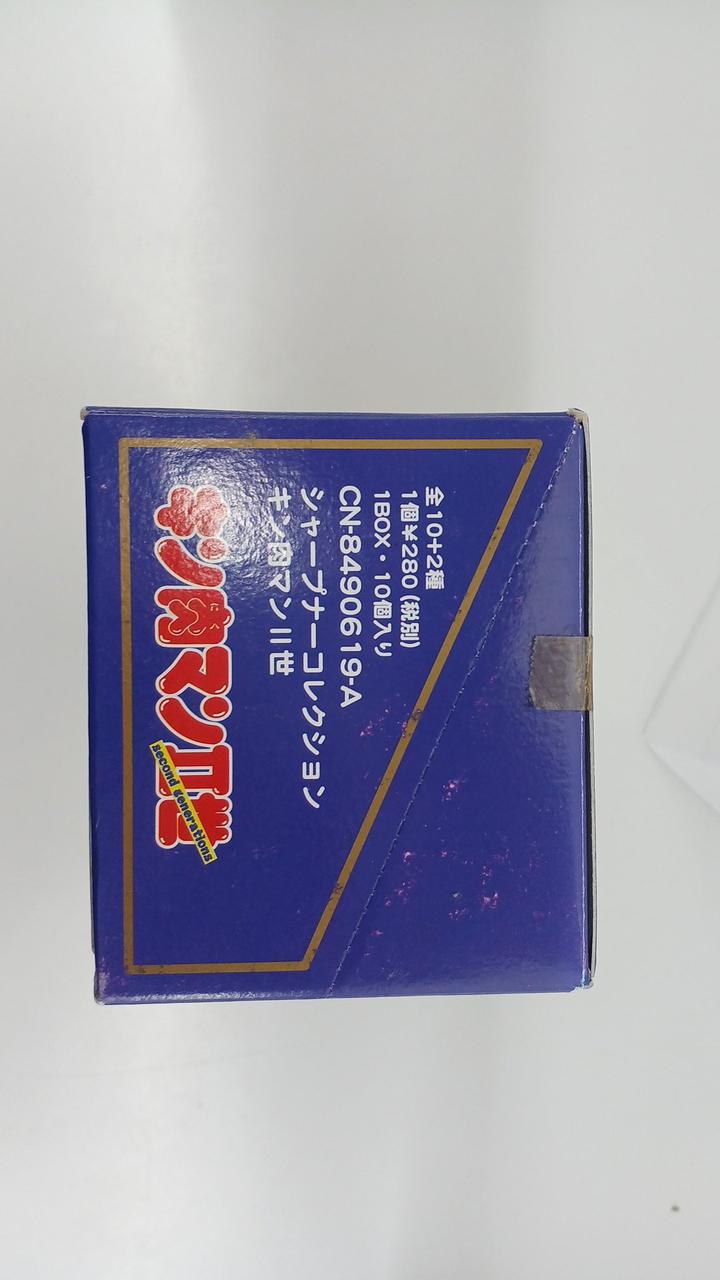 全10+2種
1個¥280(税別)
1BOX・10個入り
CN-8490619-A
シャープナーコレクション
キン肉マンII世
キン肉マンII世
second generations